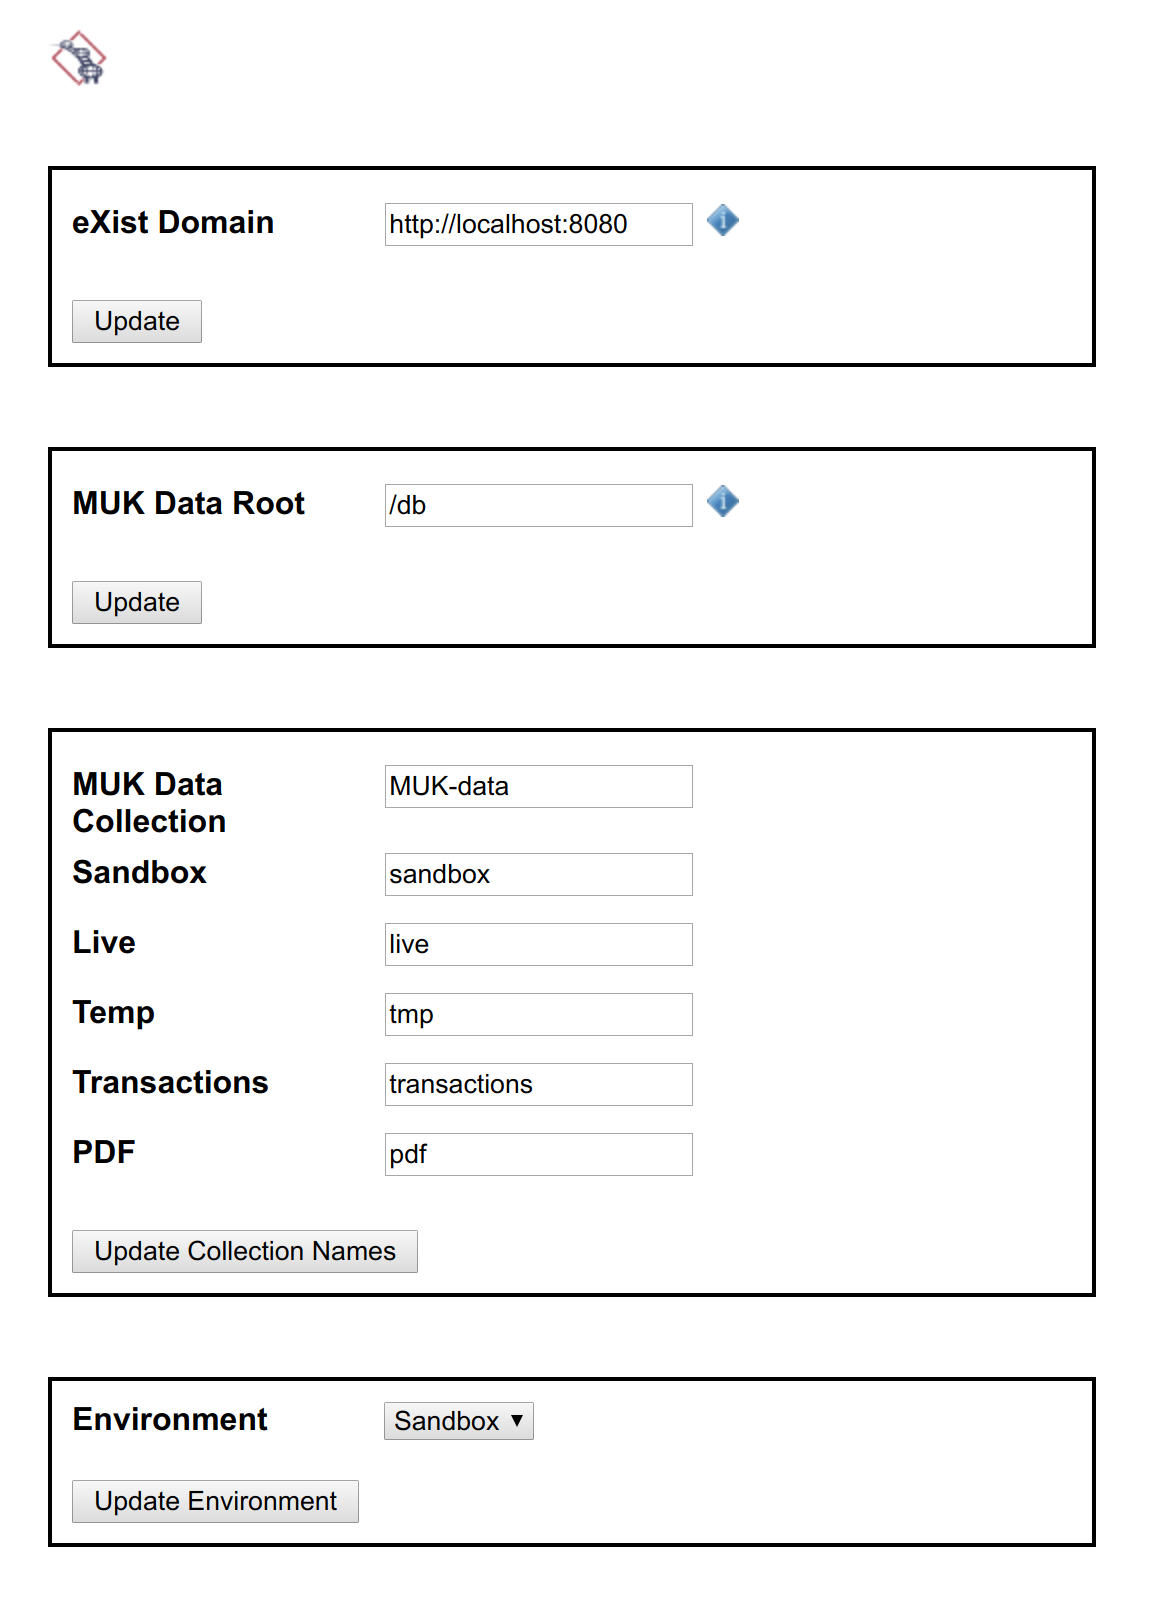 eXist Domain http://localhost:8080
Update
MUK Data Root /db
Update
MUK Data MUK-data
Collection
Sandbox sandbox
Live live
Temp tmp
Transactions transactions
PDF pdf
Update Collection Names
Environment Sandbox
Update Environment